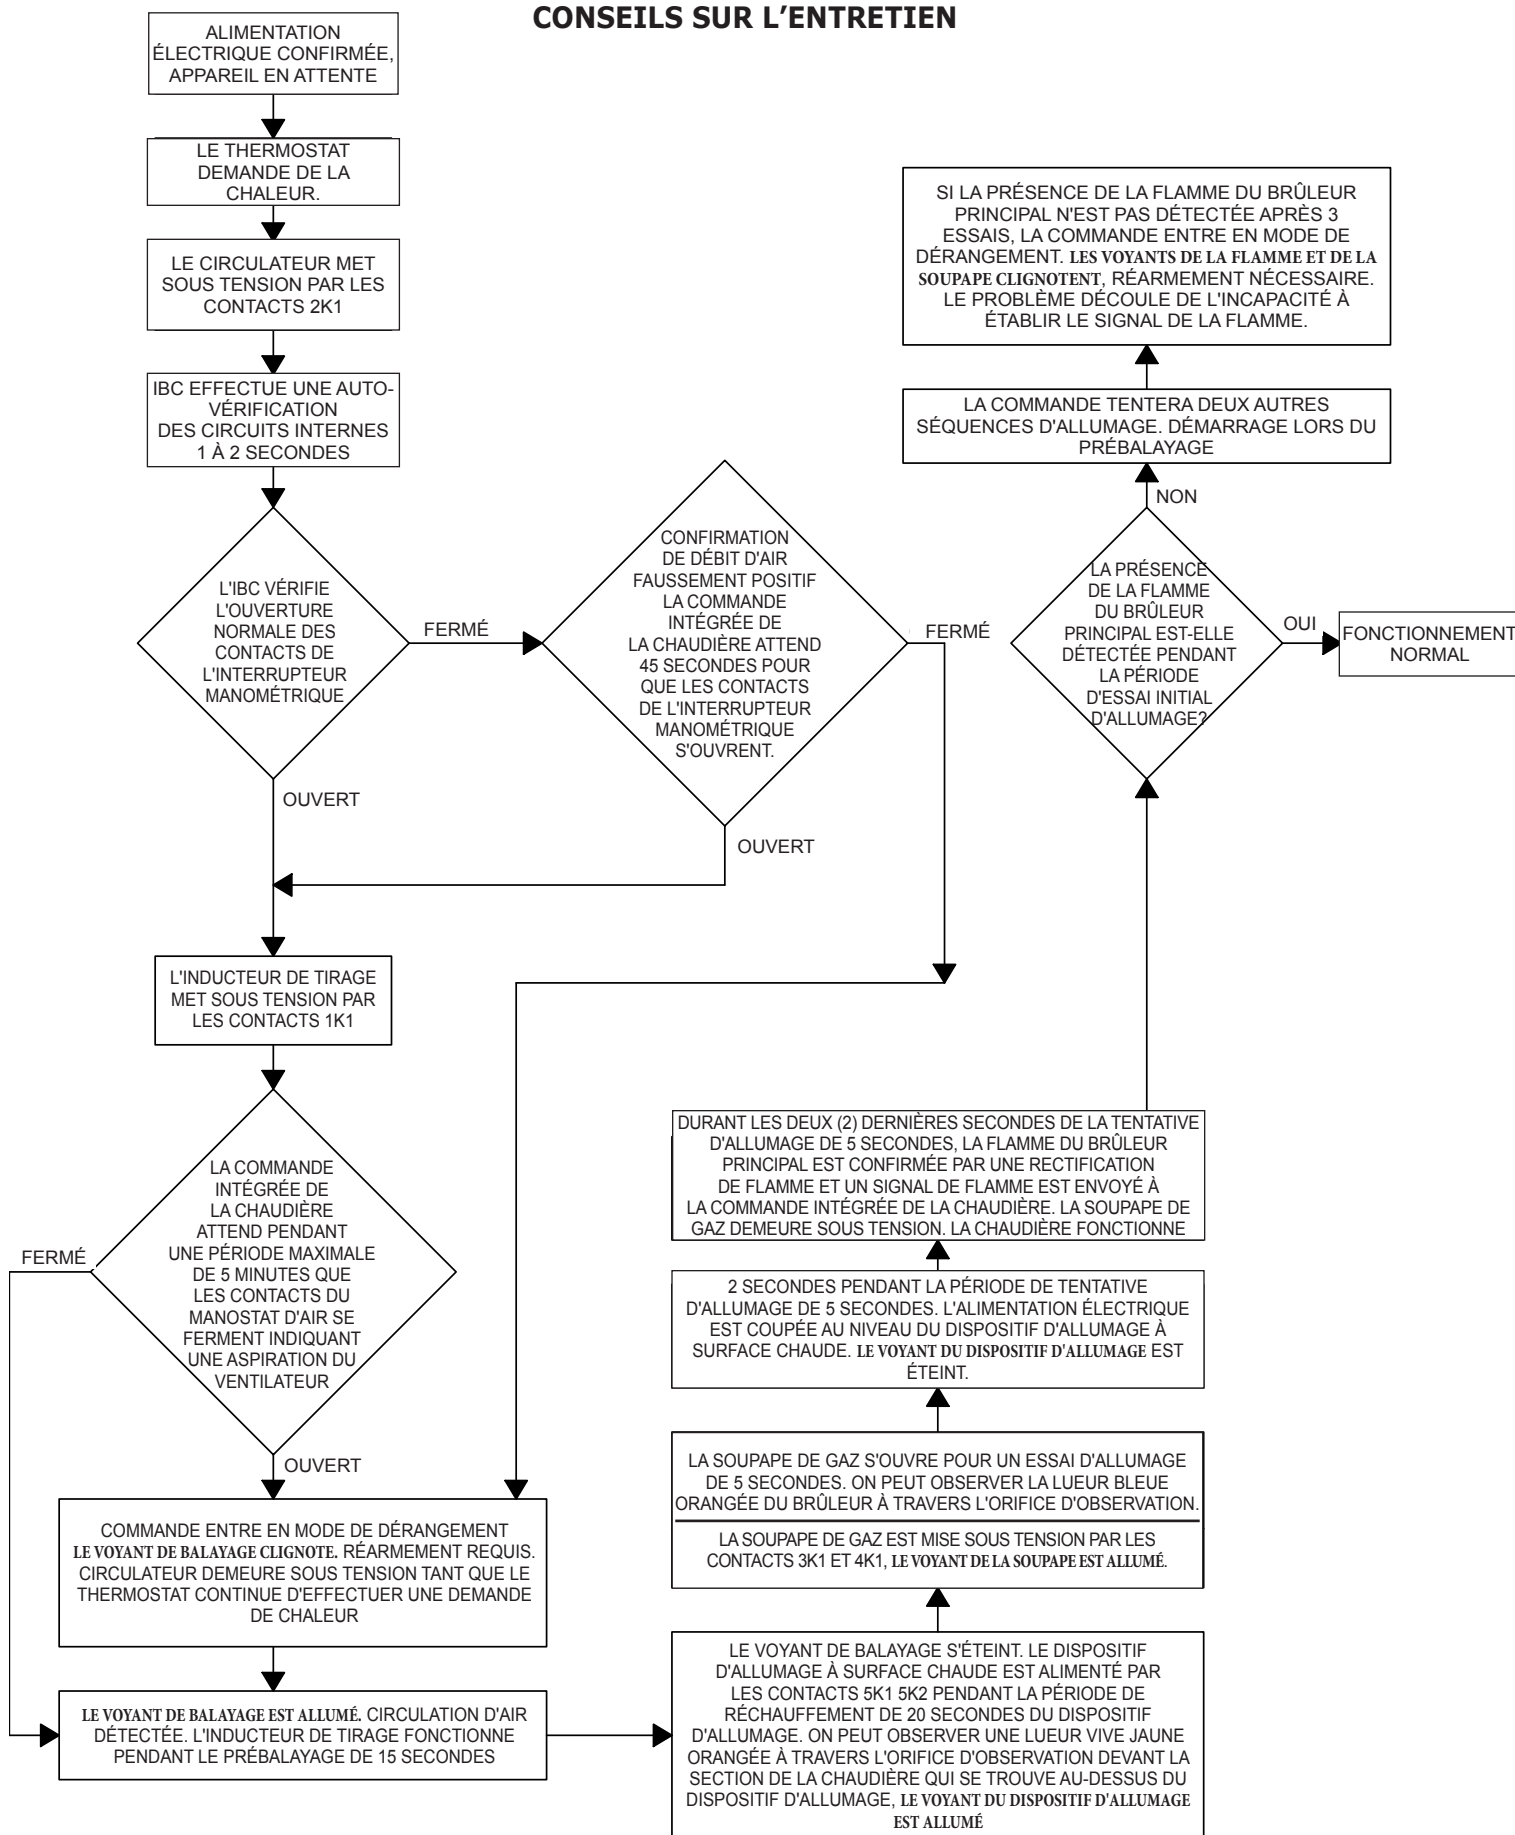 CONSEILS SUR L'ENTRETIEN
ALIMENTATION
ÉLECTRIQUE CONFIRMÉE,
APPAREIL EN ATTENTE
LE THERMOSTAT
DEMANDE DE LA
CHALEUR.
LE CIRCULATEUR MET
SOUS TENSION PAR LES
CONTACTS 2K1
IBC EFFECTUE UNE AUTO-
VÉRIFICATION
DES CIRCUITS INTERNES
1 À 2 SECONDES
L'IBC VÉRIFIE
L'OUVERTURE
NORMALE DES
CONTACTS DE
L'INTERRUPTEUR
MANOMÉTRIQUE
FERMÉ
OUVERT
CONFIRMATION
DE DÉBIT D'AIR
FAUSSEMENT POSITIF
LA COMMANDE
INTÉGRÉE DE
LA CHAUDIÈRE ATTEND
45 SECONDES POUR
QUE LES CONTACTS
DE L'INTERRUPTEUR
MANOMÉTRIQUE
S'OUVRENT.
FERMÉ
OUVERT
L'INDUCTEUR DE TIRAGE
MET SOUS TENSION PAR
LES CONTACTS 1K1
LA COMMANDE
INTÉGRÉE DE
LA CHAUDIÈRE
ATTEND PENDANT
UNE PÉRIODE MAXIMALE
DE 5 MINUTES QUE
LES CONTACTS DU
MANOSTAT D'AIR SE
FERMENT INDIQUANT
UNE ASPIRATION DU
VENTILATEUR
FERMÉ
OUVERT
COMMANDE ENTRE EN MODE DE DÉRANGEMENT
LE VOYANT DE BALAYAGE CLIGNOTE. RÉARMEMENT REQUIS.
CIRCULATEUR DEMEURE SOUS TENSION TANT QUE LE
THERMOSTAT CONTINUE D'EFFECTUER UNE DEMANDE
DE CHALEUR
LE VOYANT DE BALAYAGE EST ALLUMÉ. CIRCULATION D'AIR
DÉTECTÉE. L'INDUCTEUR DE TIRAGE FONCTIONNE
PENDANT LE PRÉBALAYAGE DE 15 SECONDES
LE VOYANT DE BALAYAGE S'ÉTEINT. LE DISPOSITIF
D'ALLUMAGE À SURFACE CHAUDE EST ALIMENTÉ PAR
LES CONTACTS 5K1 5K2 PENDANT LA PÉRIODE DE
RÉCHAUFFEMENT DE 20 SECONDES DU DISPOSITIF
D'ALLUMAGE. ON PEUT OBSERVER UNE LUEUR VIVE JAUNE
ORANGÉE À TRAVERS L'ORIFICE D'OBSERVATION DEVANT LA
SECTION DE LA CHAUDIÈRE QUI SE TROUVE AU-DESSUS DU
DISPOSITIF D'ALLUMAGE, LE VOYANT DU DISPOSITIF D'ALLUMAGE
EST ALLUMÉ
LA SOUPAPE DE GAZ S'OUVRE POUR UN ESSAI D'ALLUMAGE
DE 5 SECONDES. ON PEUT OBSERVER LA LUEUR BLEUE
ORANGÉE DU BRÛLEUR À TRAVERS L'ORIFICE D'OBSERVATION.
LA SOUPAPE DE GAZ EST MISE SOUS TENSION PAR LES
CONTACTS 3K1 ET 4K1, LE VOYANT DE LA SOUPAPE EST ALLUMÉ.
2 SECONDES PENDANT LA PÉRIODE DE TENTATIVE
D'ALLUMAGE DE 5 SECONDES. L'ALIMENTATION ÉLECTRIQUE
EST COUPÉE AU NIVEAU DU DISPOSITIF D'ALLUMAGE À
SURFACE CHAUDE. LE VOYANT DU DISPOSITIF D'ALLUMAGE EST
ÉTEINT.
DURANT LES DEUX (2) DERNIÈRES SECONDES DE LA TENTATIVE
D'ALLUMAGE DE 5 SECONDES, LA FLAMME DU BRÛLEUR
PRINCIPAL EST CONFIRMÉE PAR UNE RECTIFICATION
DE FLAMME ET UN SIGNAL DE FLAMME EST ENVOYÉ À
LA COMMANDE INTÉGRÉE DE LA CHAUDIÈRE. LA SOUPAPE DE
GAZ DEMEURE SOUS TENSION. LA CHAUDIÈRE FONCTIONNE
LA PRÉSENCE
DE LA FLAMME
DU BRÛLEUR
PRINCIPAL EST-ELLE
DÉTECTÉE PENDANT
LA PÉRIODE
D'ESSAI INITIAL
D'ALLUMAGE?
OUI
FONCTIONNEMENT
NORMAL
NON
LA COMMANDE TENTERA DEUX AUTRES
SÉQUENCES D'ALLUMAGE. DÉMARRAGE LORS DU
PRÉBALAYAGE
SI LA PRÉSENCE DE LA FLAMME DU BRÛLEUR
PRINCIPAL N'EST PAS DÉTECTÉE APRÈS 3
ESSAIS, LA COMMANDE ENTRE EN MODE DE
DÉRANGEMENT. LES VOYANTS DE LA FLAMME ET DE LA
SOUPAPE CLIGNOTENT, RÉARMEMENT NÉCESSAIRE.
LE PROBLÈME DÉCOULE DE L'INCAPACITÉ À
ÉTABLIR LE SIGNAL DE LA FLAMME.